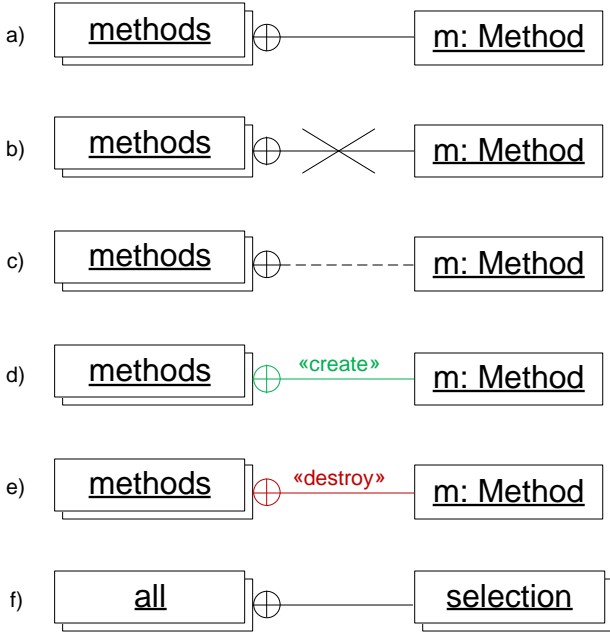 a) methods m: Method
b) methods m: Method
c) methods m: Method
d) methods «create» m: Method
e) methods «destroy» m: Method
f) all selection